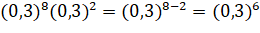 (0,3)⁸(0,3)² = (0,3)⁸⁻² = (0,3)⁶